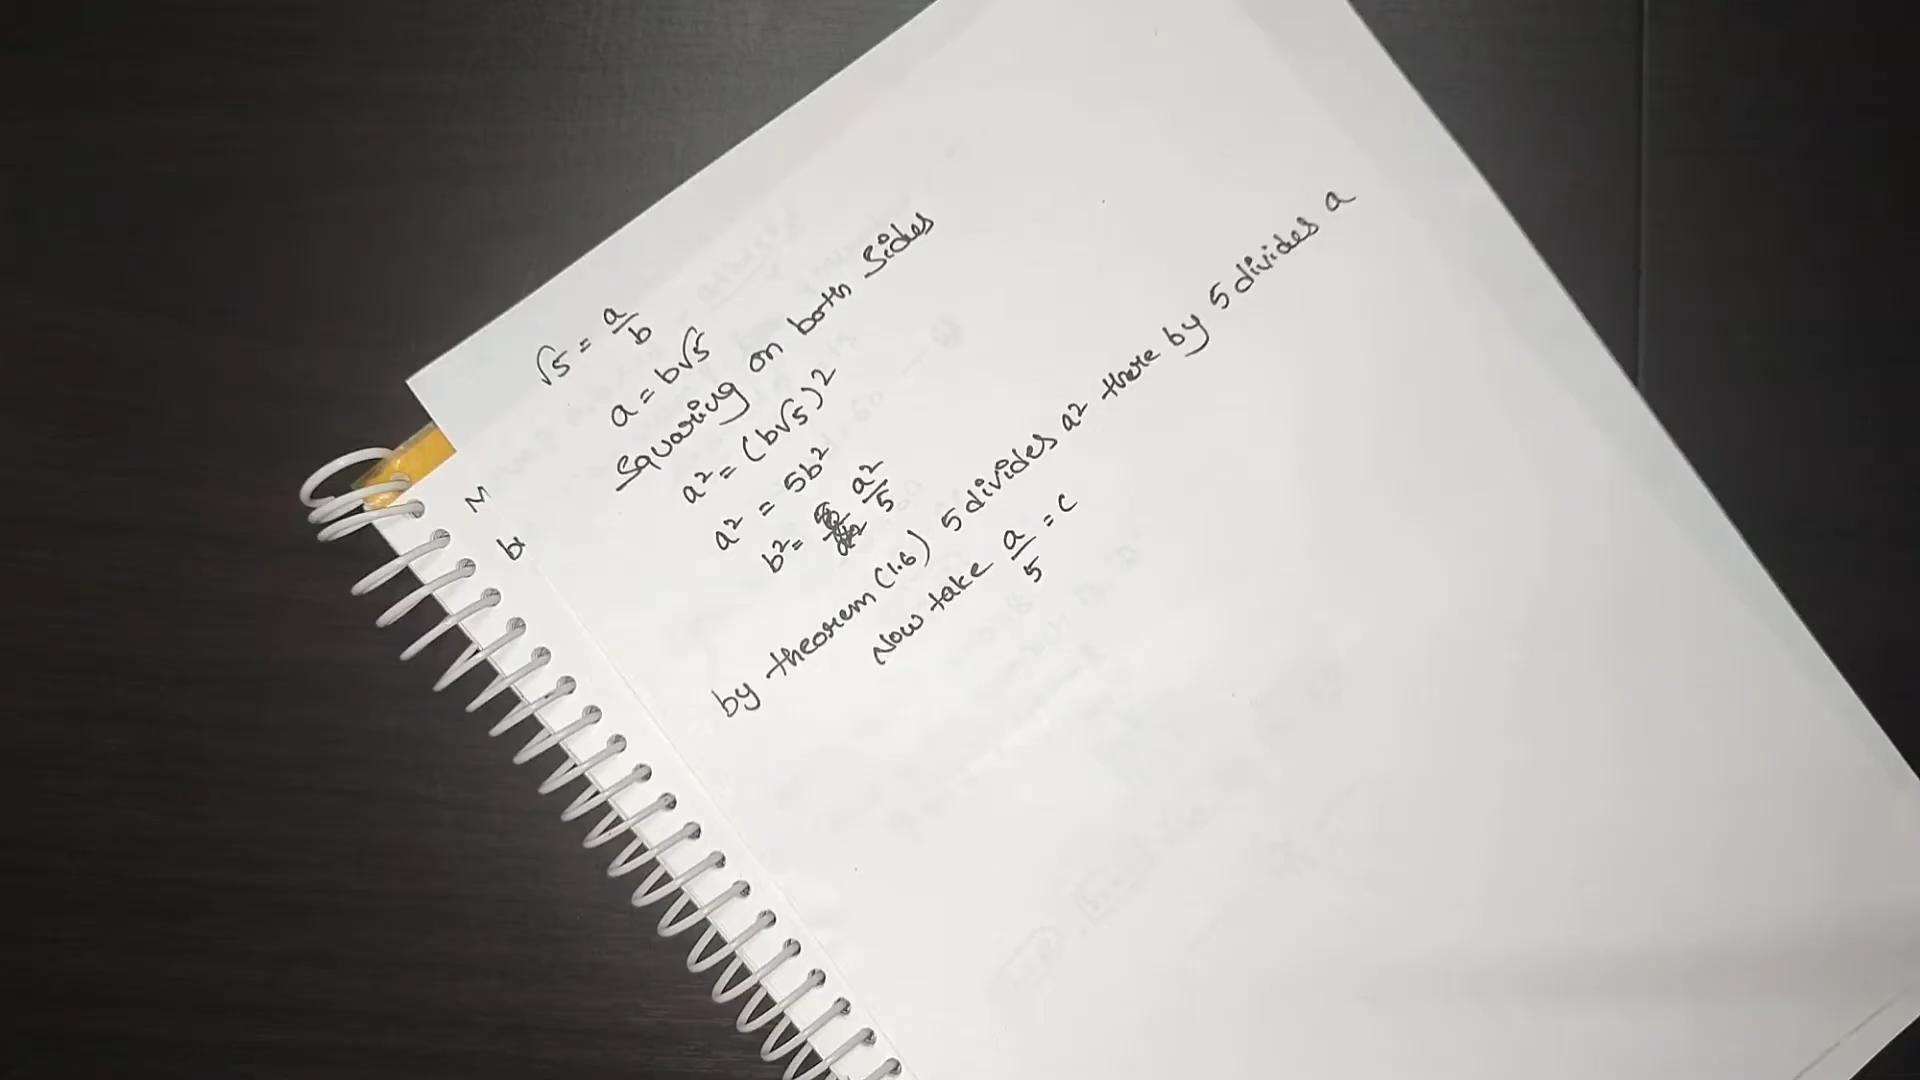 √5 = a/b
a = b√5
Squaring on both sides
a² = (b√5)2
a² = 5b²
b² = a²/5
by theorem (1.6) 5 divides a² there by 5 divides a
Now take a/5 = c